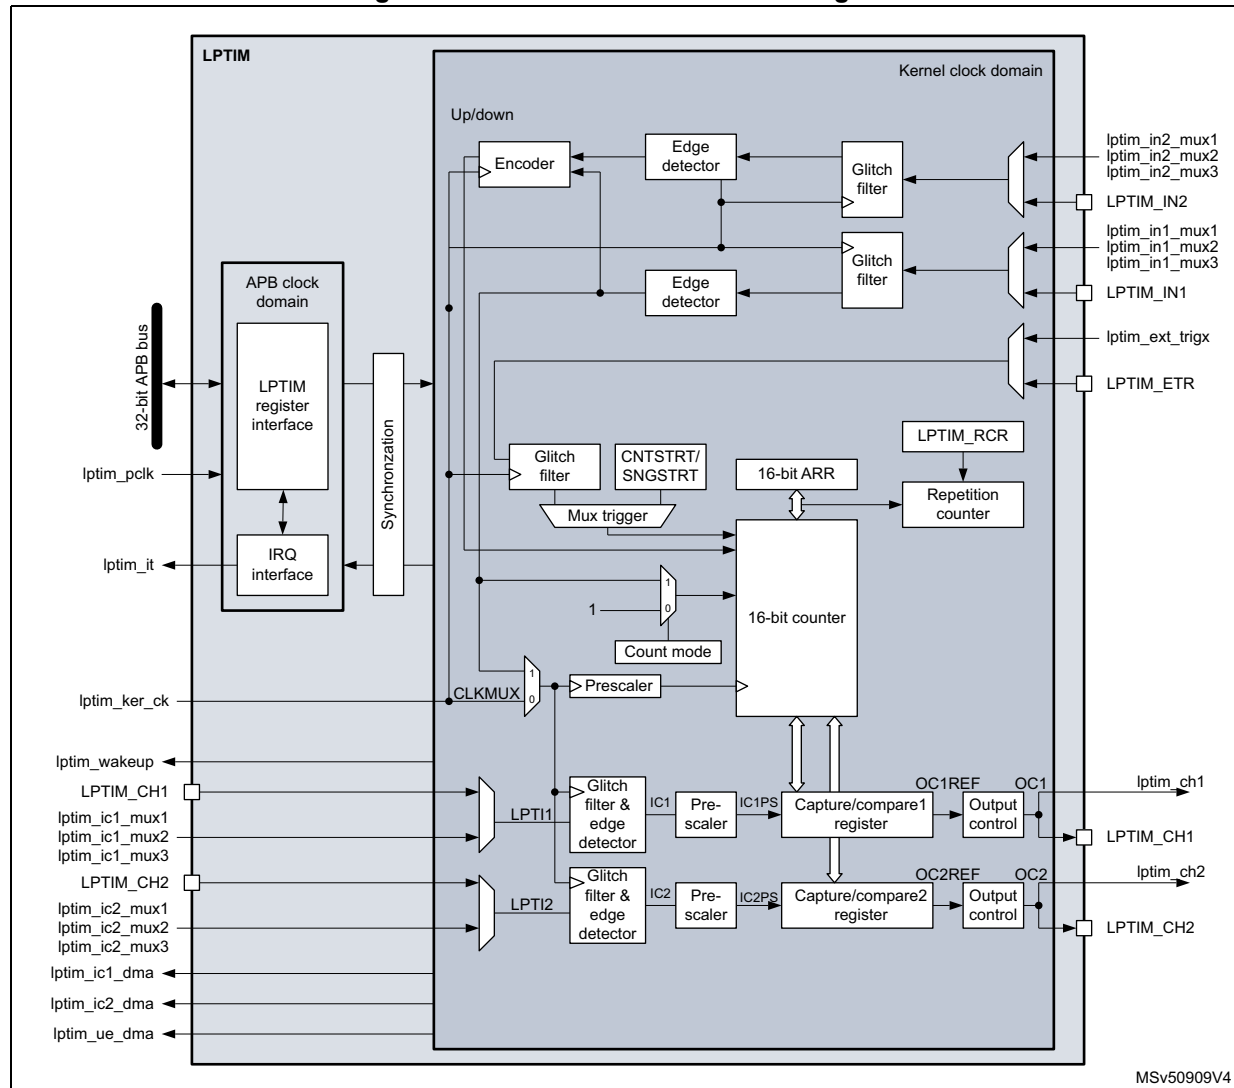 LPTIM
Kernel clock domain
Up/down
Encoder
Edge
detector
Glitch
filter
lptim_in2_mux1
lptim_in2_mux2
lptim_in2_mux3
LPTIM_IN2
lptim_in1_mux1
lptim_in1_mux2
lptim_in1_mux3
LPTIM_IN1
Glitch
filter
Edge
detector
APB clock
domain
32-bit APB bus
LPTIM
register
interface
Synchronzation
lptim_ext_trigx
LPTIM_ETR
lptim_pclk
Glitch
filter
CNTSTRT/
SNGSTRT
Mux trigger
16-bit ARR
LPTIM_RCR
Repetition
counter
lptim_it
IRQ
interface
1
0
1
Count mode
16-bit counter
lptim_ker_ck
CLKMUX
1
0
Prescaler
lptim_wakeup
LPTIM_CH1
lptim_ic1_mux1
lptim_ic1_mux2
lptim_ic1_mux3
LPTI1
Glitch
filter &
edge
detector
IC1
Pre-
scaler
IC1PS
Capture/compare1
register
OC1REF
Output
control
OC1
lptim_ch1
LPTIM_CH1
LPTIM_CH2
lptim_ic2_mux1
lptim_ic2_mux2
lptim_ic2_mux3
LPTI2
Glitch
filter &
edge
detector
IC2
Pre-
scaler
IC2PS
Capture/compare2
register
OC2REF
Output
control
OC2
lptim_ch2
LPTIM_CH2
lptim_ic1_dma
lptim_ic2_dma
lptim_ue_dma
MSv50909V4